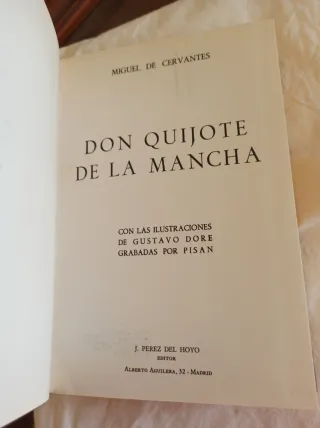 MIGUEL DE CERVANTES
DON QUIJOTE
DE LA MANCHA
CON LAS ILUSTRACIONES
DE GUSTAVO DORE
GRABADAS POR PISAN
J. PEREZ DEL HOYO
EDITOR
ALBERTO AGUILERA, 32 - MADRID